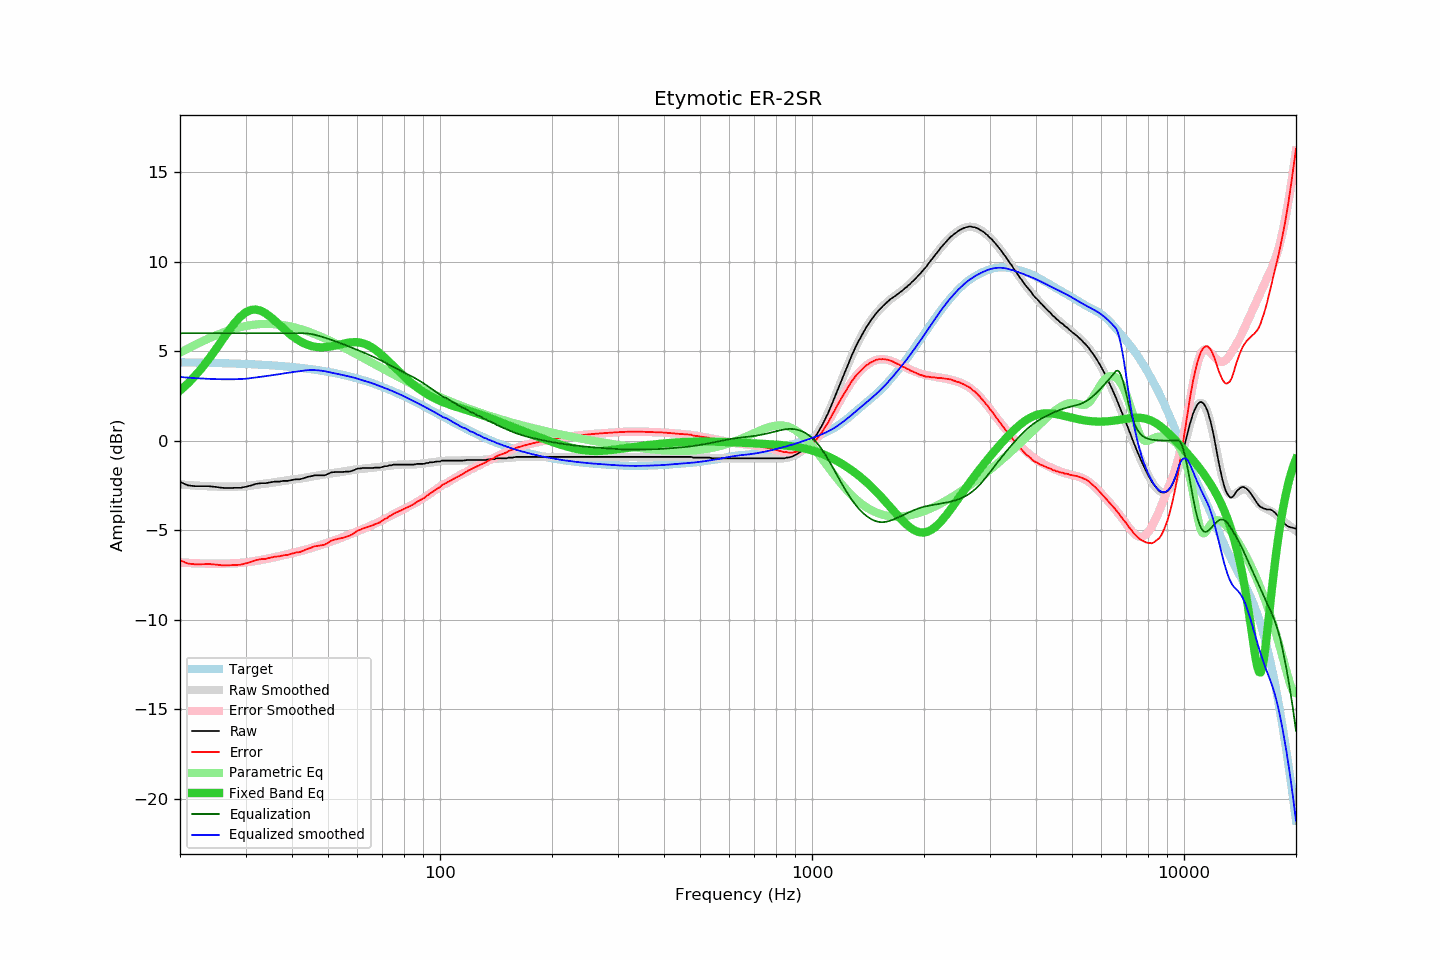 Etymotic ER-2SR
Amplitude (dBr)
15
10
5
0
−5
−10
−15
−20
Target
Raw Smoothed
Error Smoothed
Raw
Error
Parametric Eq
Fixed Band Eq
Equalization
Equalized smoothed
100
1000
10000
Frequency (Hz)